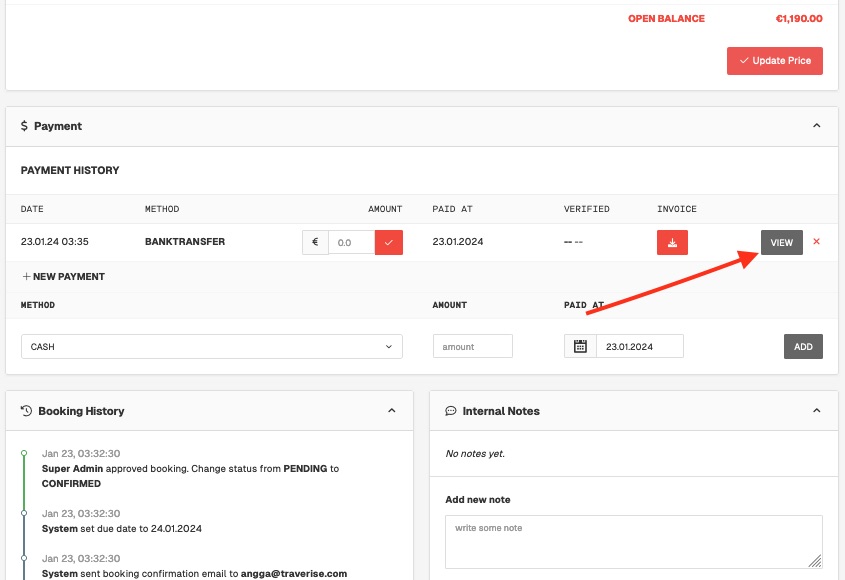 OPEN BALANCE €1,190.00
Update Price
$ Payment
PAYMENT HISTORY
DATE METHOD AMOUNT PAID AT VERIFIED INVOICE
23.01.24 03:35 BANKTRANSFER € 0.0 23.01.2024 -- -- VIEW ×
+ NEW PAYMENT
METHOD AMOUNT PAID AT
CASH amount 23.01.2024 ADD
Booking History
Jan 23, 03:32:30
Super Admin approved booking. Change status from PENDING to
CONFIRMED
Jan 23, 03:32:30
System set due date to 24.01.2024
Jan 23, 03:32:30
System sent booking confirmation email to angga@traverise.com
Internal Notes
No notes yet.
Add new note
write some note